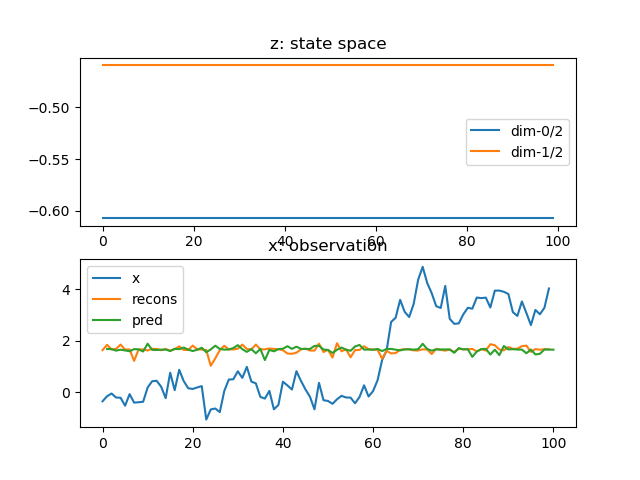 z: state space
−0.50
−0.55
−0.60
dim-0/2
dim-1/2
0 20 40 60 80 100
x: observation
4
2
0
x
recons
pred
0 20 40 60 80 100